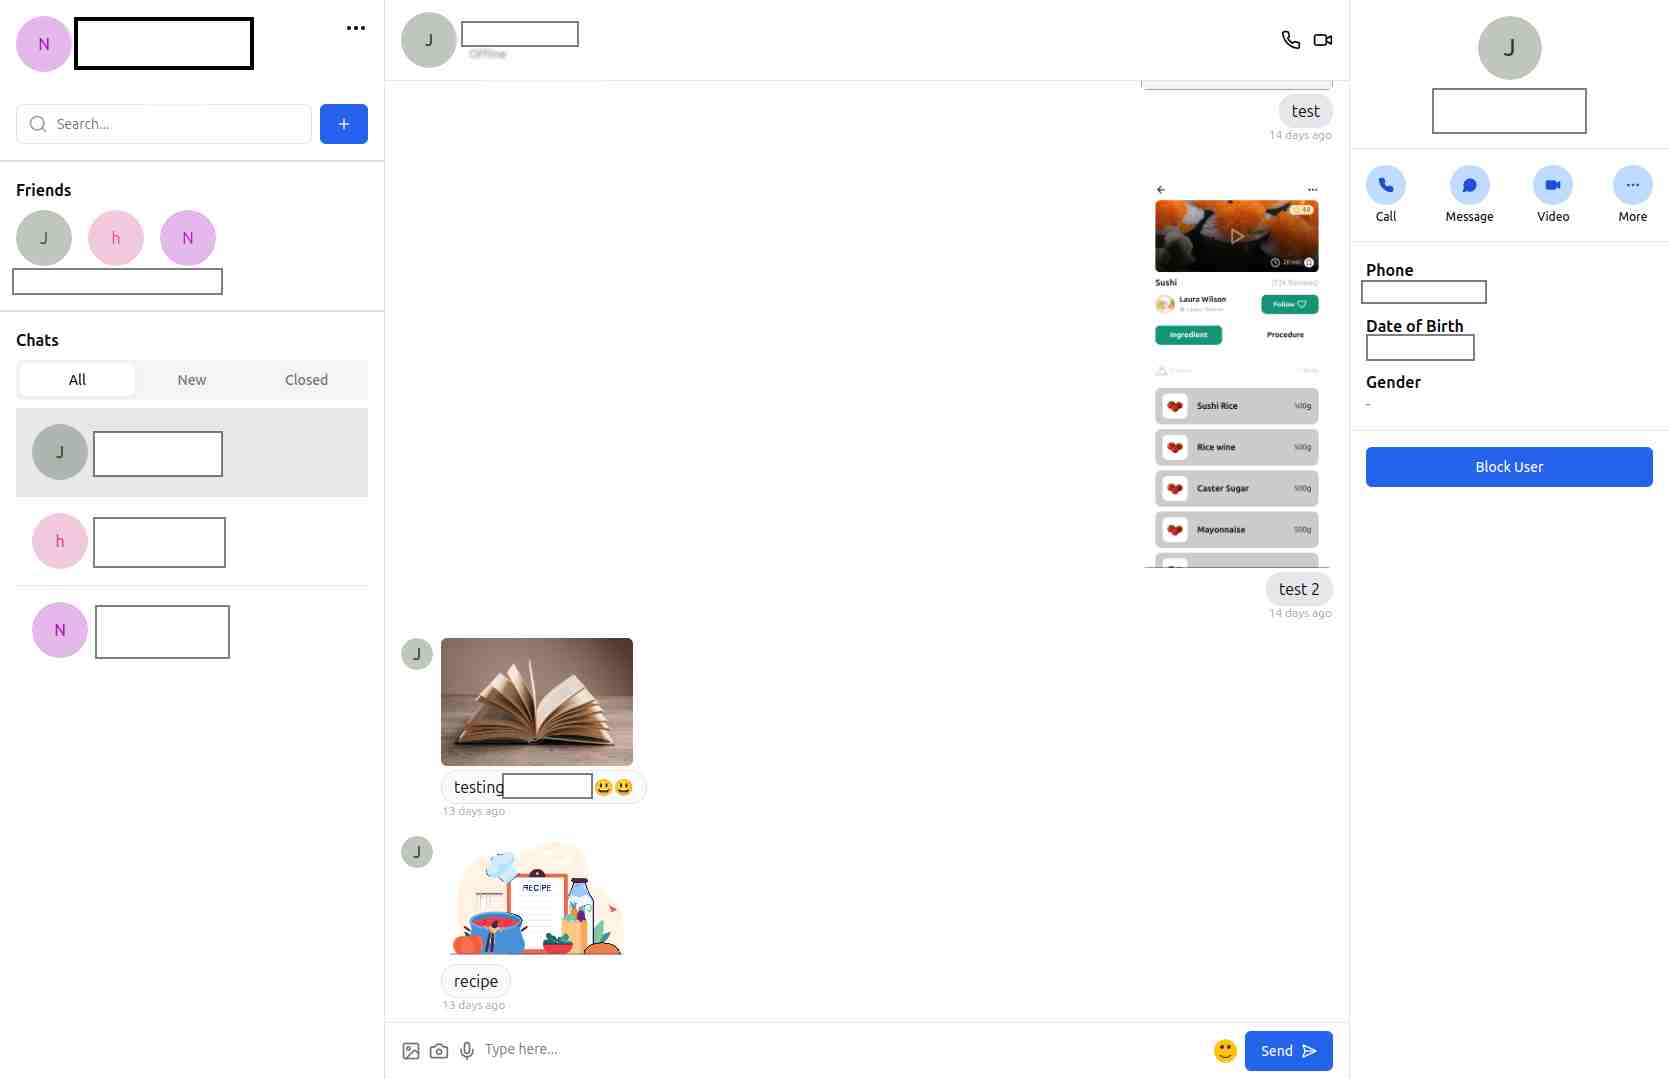 N
Search...
+
Friends
J
h
N
Chats
All
New
Closed
J
h
N
J
Offline
test
14 days ago
Sushi
Laura Wilson
Follow
Ingredient
Procedure
Sushi Rice
500g
Rice wine
500g
Caster Sugar
500g
Mayonnaise
500g
test 2
14 days ago
J
testing 😃😃
13 days ago
J
RECIPE
recipe
13 days ago
Type here...
Send
J
Call
Message
Video
More
Phone
Date of Birth
Gender
-
Block User